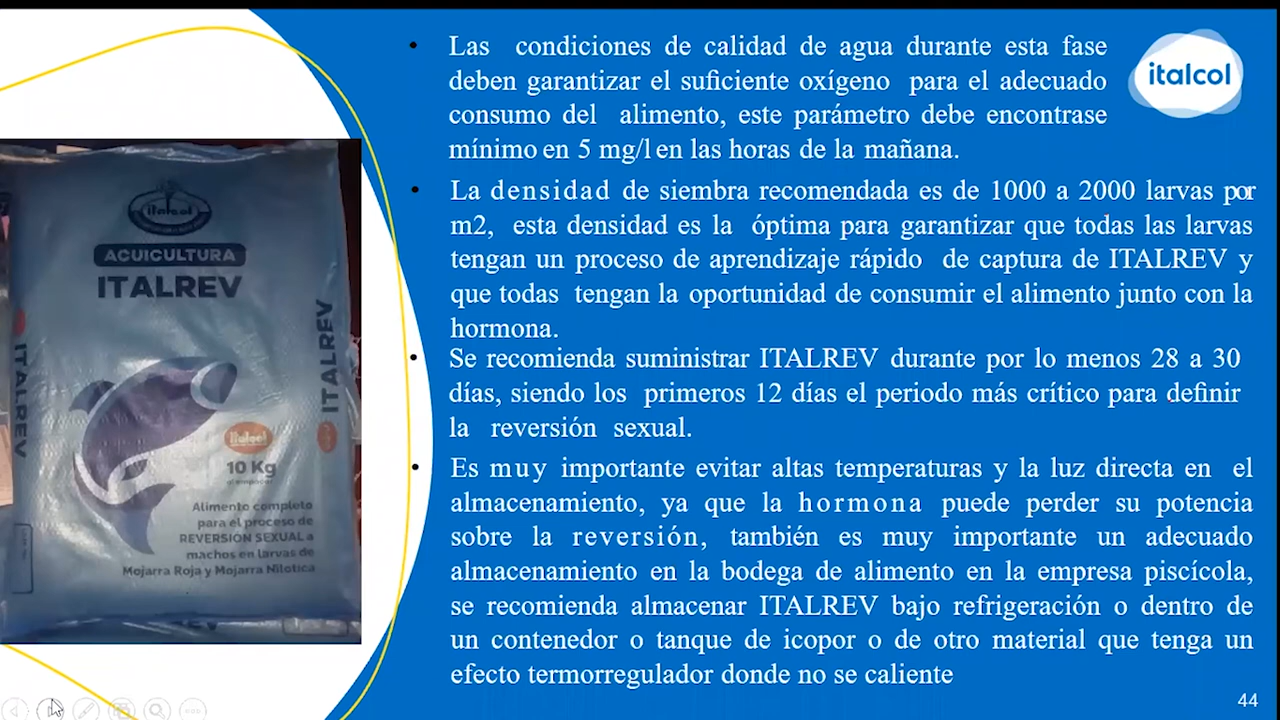 Las condiciones de calidad de agua durante esta fase
deben garantizar el suficiente oxígeno para el adecuado
consumo del alimento, este parámetro debe encontrase
mínimo en 5 mg/l en las horas de la mañana.
italcol
La densidad de siembra recomendada es de 1000 a 2000 larvas por
m2, esta densidad es la óptima para garantizar que todas las larvas
tengan un proceso de aprendizaje rápido de captura de ITALREV y
que todas tengan la oportunidad de consumir el alimento junto con la
hormona.
Se recomienda suministrar ITALREV durante por lo menos 28 a 30
días, siendo los primeros 12 días el periodo más crítico para definir
la reversión sexual.
Es muy importante evitar altas temperaturas y la luz directa en el
almacenamiento, ya que la hormona puede perder su potencia
sobre la reversión, también es muy importante un adecuado
almacenamiento en la bodega de alimento en la empresa piscícola,
se recomienda almacenar ITALREV bajo refrigeración o dentro de
un contenedor o tanque de icopor o de otro material que tenga un
efecto termorregulador donde no se caliente
44
italcol
ACUICULTURA
ITALREV
ITALREV
ITALREV
italcol
10 Kg
al empacar
Alimento completo
para el proceso de
REVERSION SEXUAL a
machos en larvas de
Mojarra Roja y Mojarra Nilotica